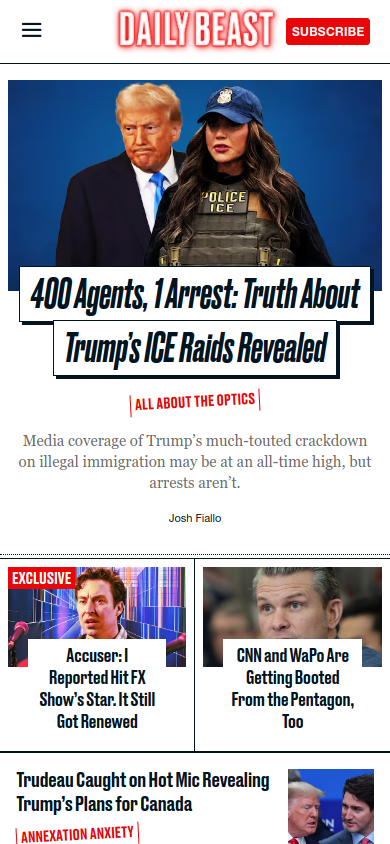 DAILY BEAST
SUBSCRIBE
POLICE
ICE
400 Agents, 1 Arrest: Truth About
Trump’s ICE Raids Revealed
ALL ABOUT THE OPTICS
Media coverage of Trump’s much-touted crackdown
on illegal immigration may be at an all-time high, but
arrests aren’t.
Josh Fiallo
EXCLUSIVE
Accuser: I
Reported Hit FX
Show’s Star. It Still
Got Renewed
CNN and WaPo Are
Getting Booted
From the Pentagon,
Too
Trudeau Caught on Hot Mic Revealing
Trump’s Plans for Canada
ANNEXATION ANXIETY